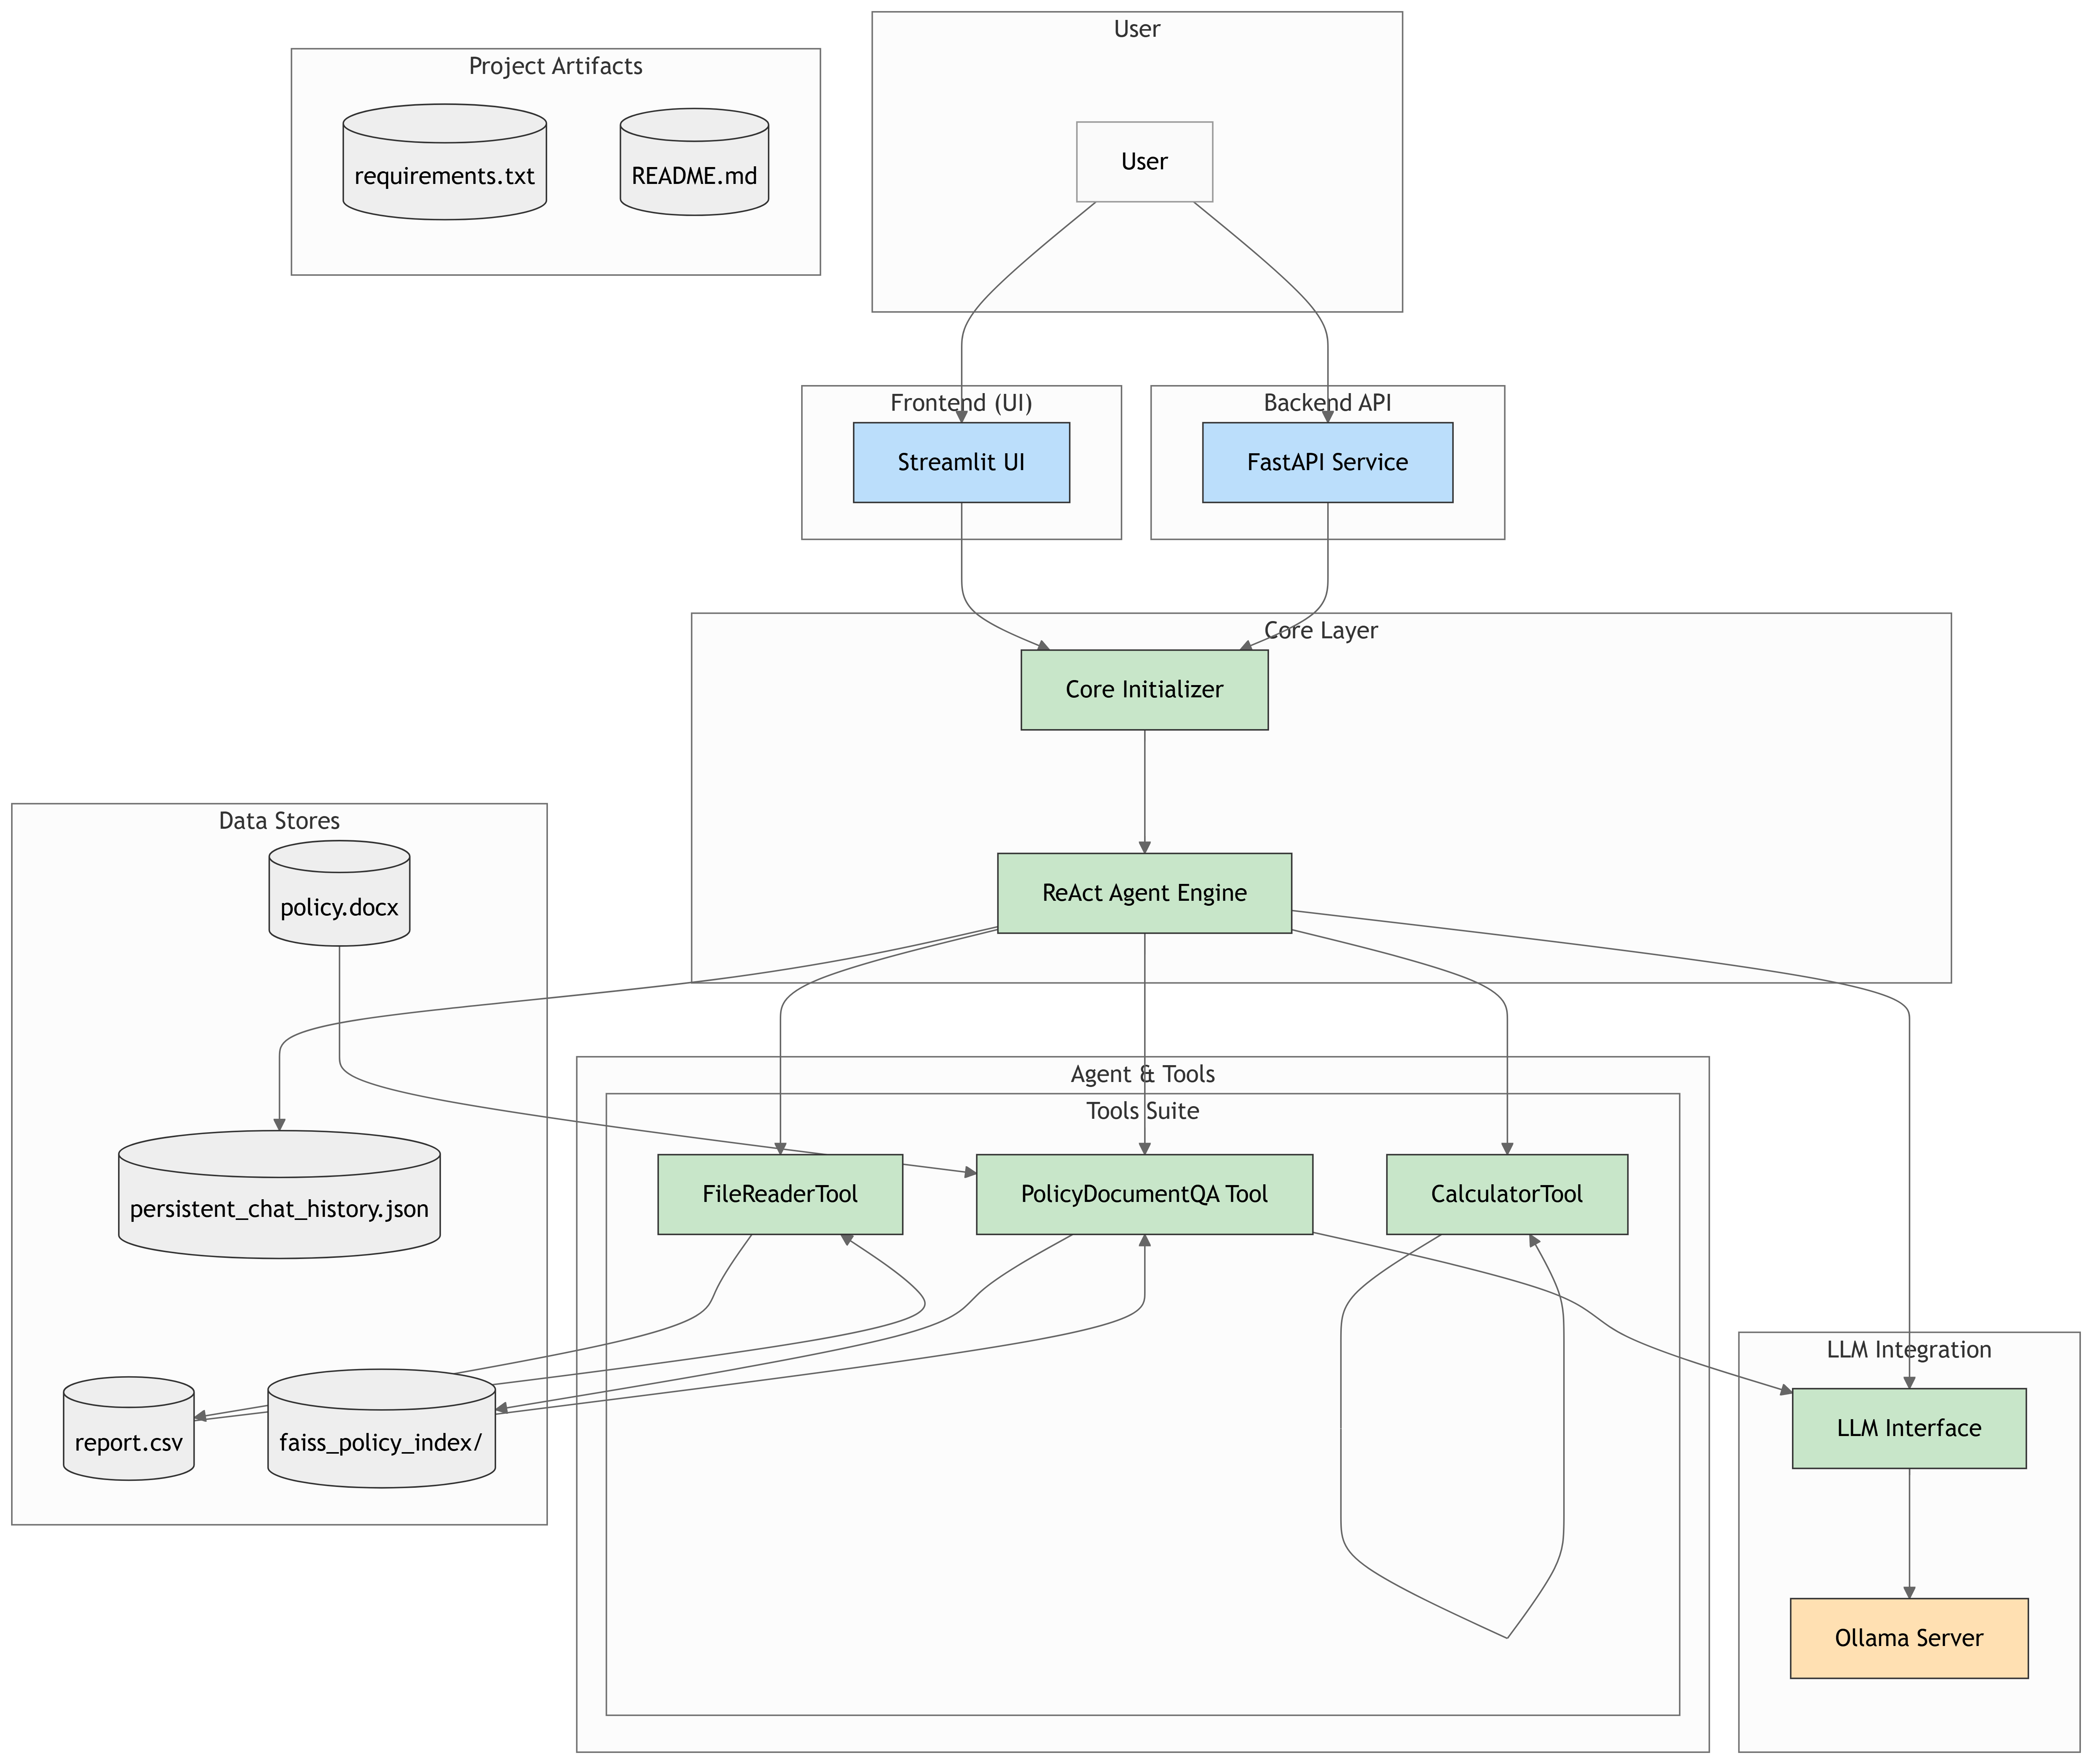 User
Project Artifacts
requirements.txt
README.md
User
Frontend (UI)
Backend API
Streamlit UI
FastAPI Service
Core Layer
Core Initializer
Data Stores
policy.docx
ReAct Agent Engine
Agent & Tools
Tools Suite
persistent_chat_history.json
FileReaderTool
PolicyDocumentQA Tool
CalculatorTool
LLM Integration
report.csv
faiss_policy_index/
LLM Interface
Ollama Server